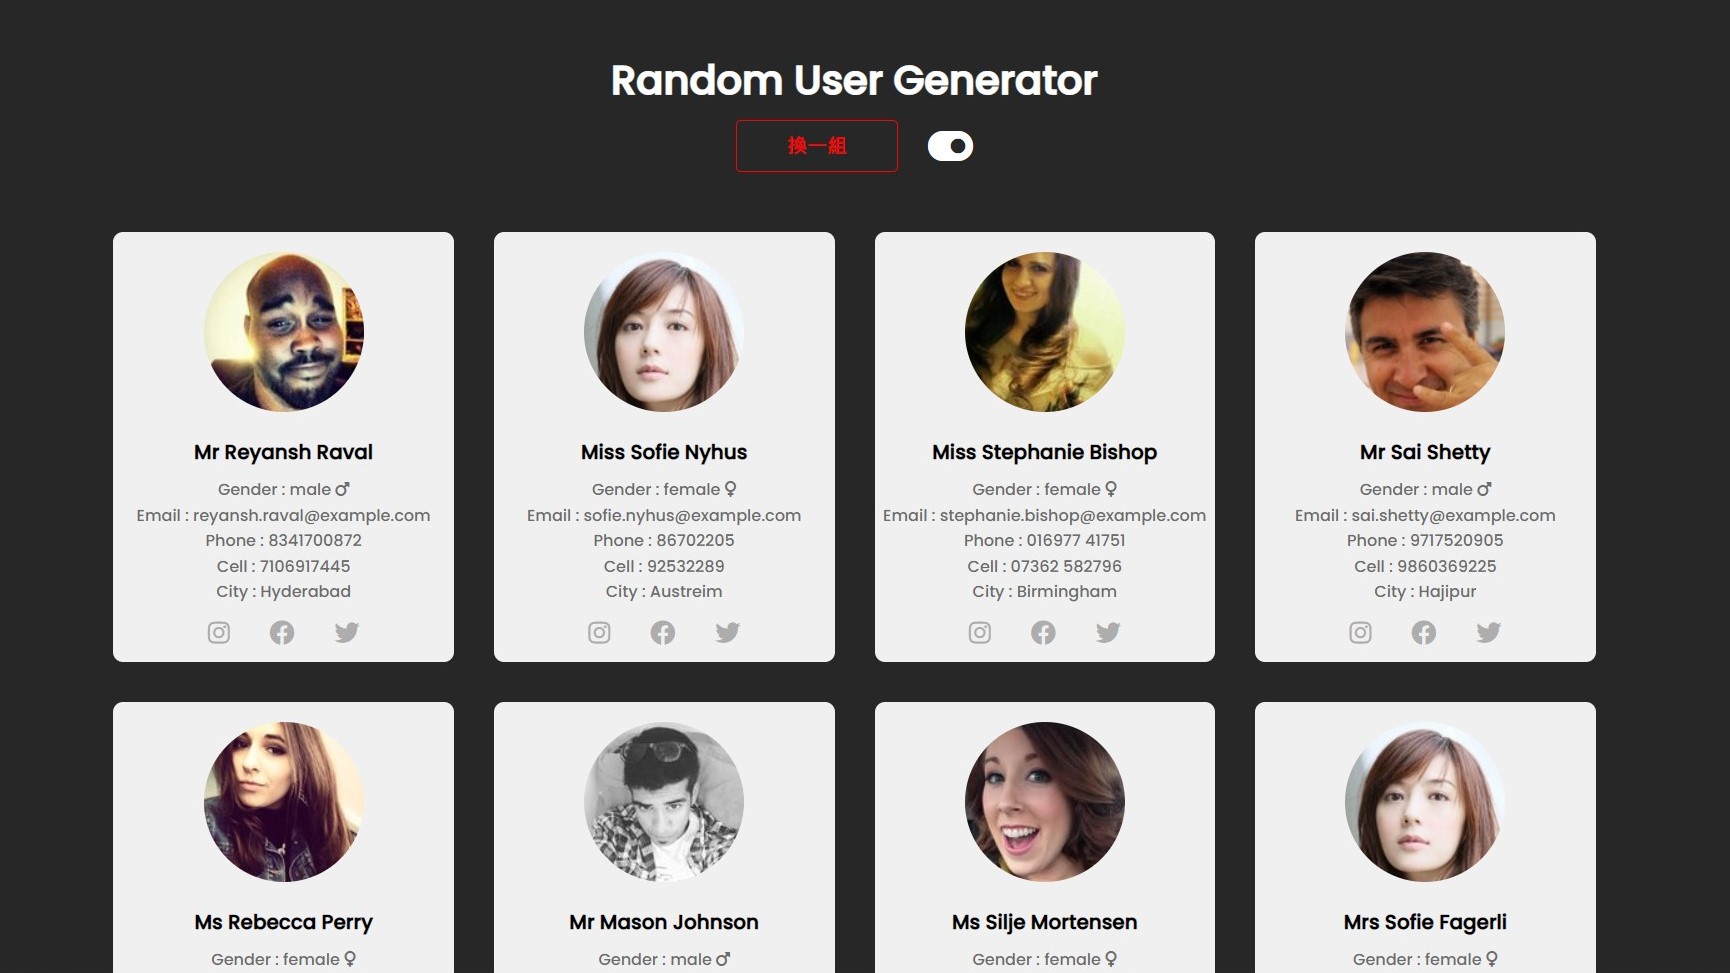 Random User Generator
換一組
Mr Reyansh Raval
Gender : male ♂
Email : reyansh.raval@example.com
Phone : 8341700872
Cell : 7106917445
City : Hyderabad
Miss Sofie Nyhus
Gender : female ♀
Email : sofie.nyhus@example.com
Phone : 86702205
Cell : 92532289
City : Austreim
Miss Stephanie Bishop
Gender : female ♀
Email : stephanie.bishop@example.com
Phone : 016977 41751
Cell : 07362 582796
City : Birmingham
Mr Sai Shetty
Gender : male ♂
Email : sai.shetty@example.com
Phone : 9717520905
Cell : 9860369225
City : Hajipur
Ms Rebecca Perry
Gender : female ♀
Mr Mason Johnson
Gender : male ♂
Ms Silje Mortensen
Gender : female ♀
Mrs Sofie Fagerli
Gender : female ♀